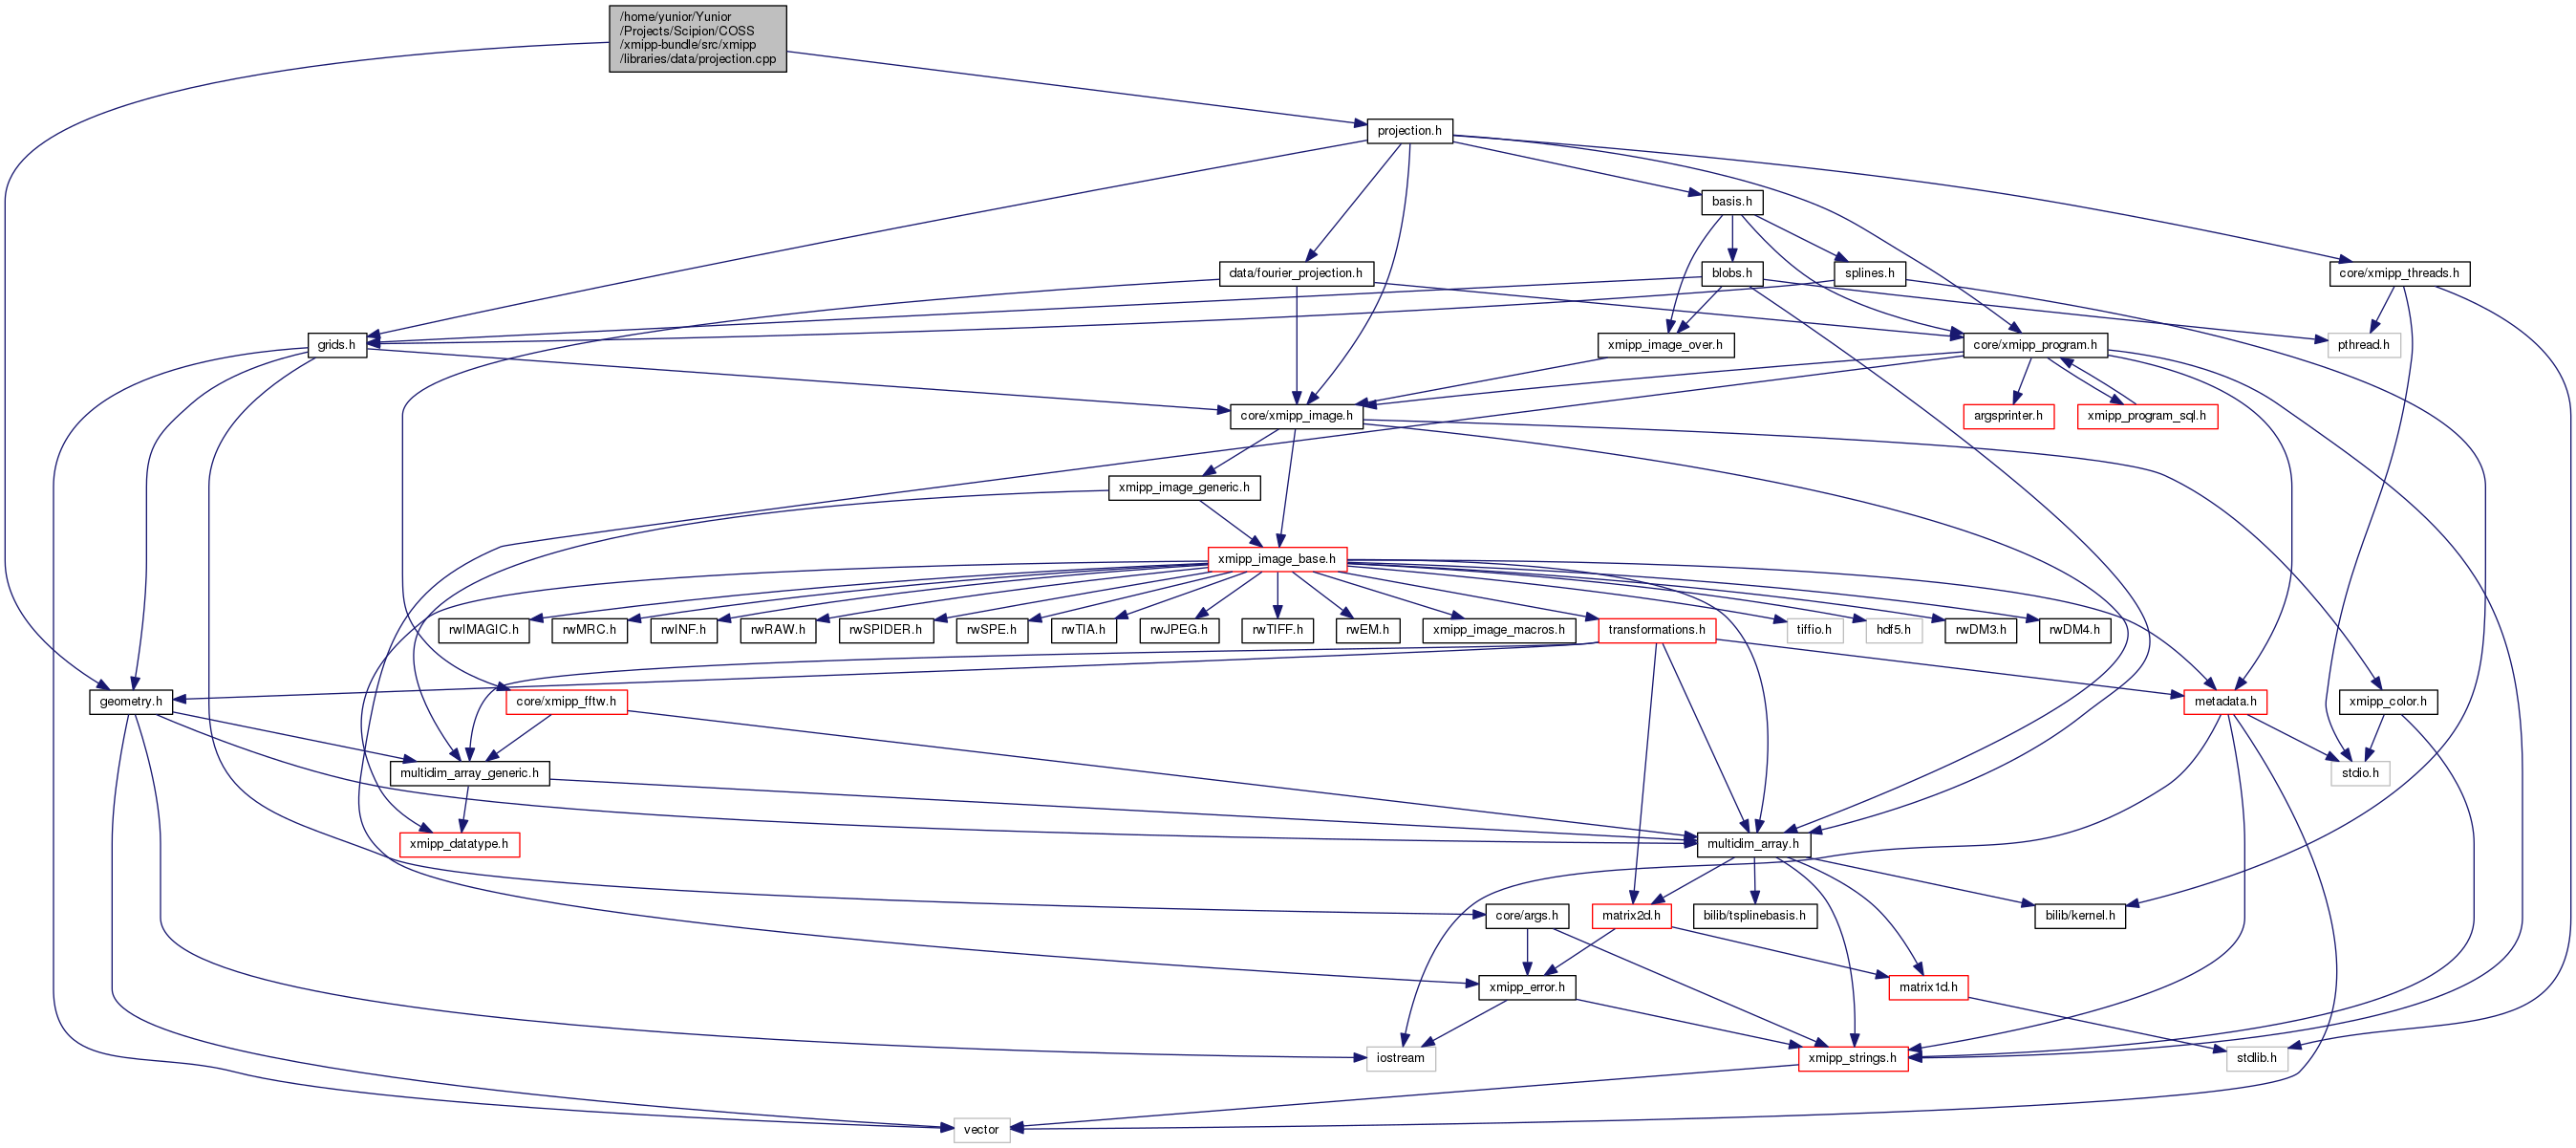 /home/yunior/Yunior
/Projects/Scipion/COSS
/xmipp-bundle/src/xmipp
/libraries/data/projection.cpp
projection.h
basis.h
data/fourier_projection.h
blobs.h
splines.h
core/xmipp_threads.h
grids.h
xmipp_image_over.h
core/xmipp_program.h
pthread.h
core/xmipp_image.h
argsprinter.h
xmipp_program_sql.h
xmipp_image_generic.h
xmipp_image_base.h
rwIMAGIC.h
rwMRC.h
rwINF.h
rwRAW.h
rwSPIDER.h
rwSPE.h
rwTIA.h
rwJPEG.h
rwTIFF.h
rwEM.h
xmipp_image_macros.h
transformations.h
tiffio.h
hdf5.h
rwDM3.h
rwDM4.h
geometry.h
core/xmipp_fftw.h
metadata.h
xmipp_color.h
multidim_array_generic.h
stdio.h
xmipp_datatype.h
multidim_array.h
core/args.h
matrix2d.h
bilib/tsplinebasis.h
bilib/kernel.h
xmipp_error.h
matrix1d.h
iostream
xmipp_strings.h
stdlib.h
vector